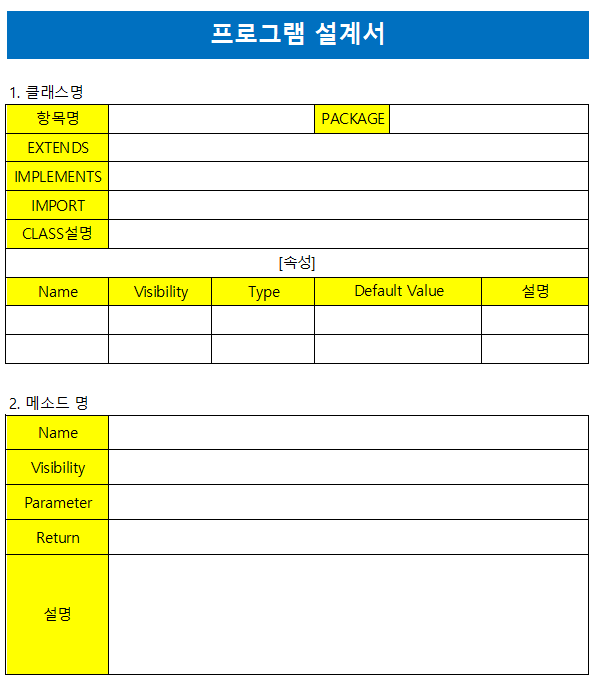 프로그램 설계서
1. 클래스명
항목명 PACKAGE
EXTENDS
IMPLEMENTS
IMPORT
CLASS설명
[속성]
Name Visibility Type Default Value 설명
2. 메소드 명
Name
Visibility
Parameter
Return
설명